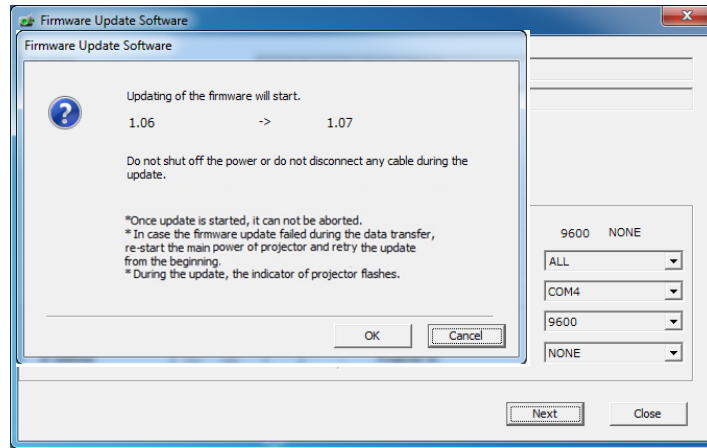 Firmware Update Software
Firmware Update Software
Updating of the firmware will start.
1.06 -> 1.07
Do not shut off the power or do not disconnect any cable during the
update.
*Once update is started, it can not be aborted.
* In case the firmware update failed during the data transfer,
re-start the main power of projector and retry the update
from the beginning.
* During the update, the indicator of projector flashes.
OK Cancel
9600 NONE
ALL
COM4
9600
NONE
Next Close